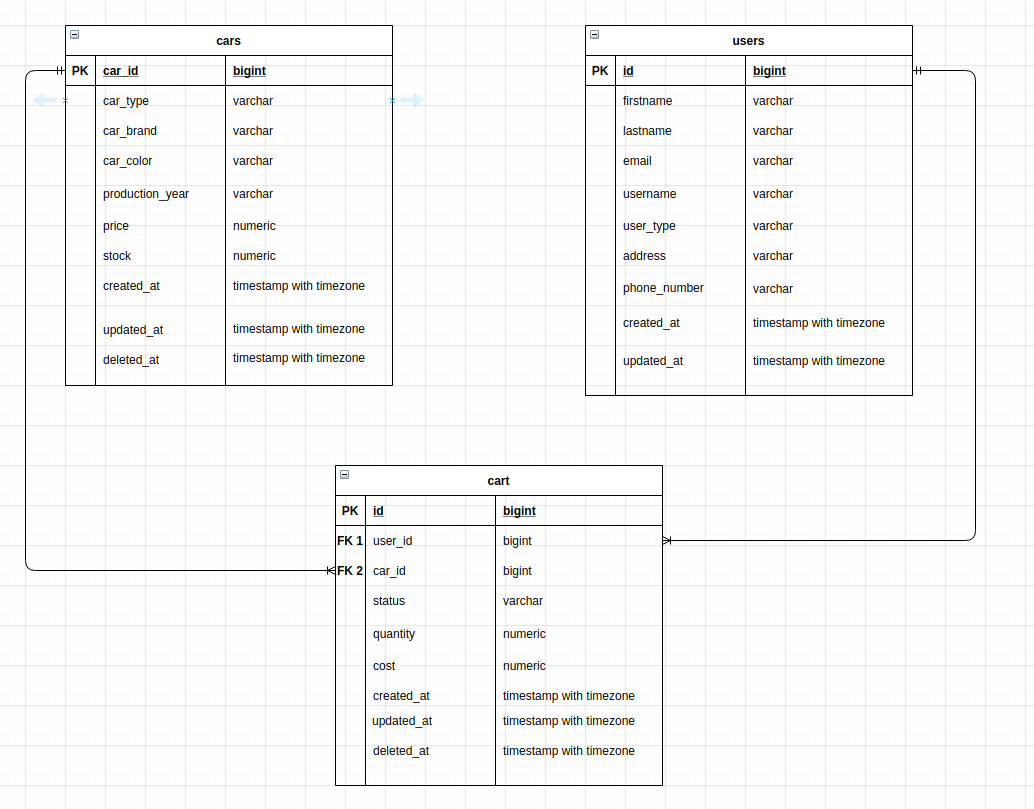 cars
PK car_id bigint
car_type varchar
car_brand varchar
car_color varchar
production_year varchar
price numeric
stock numeric
created_at timestamp with timezone
updated_at timestamp with timezone
deleted_at timestamp with timezone
users
PK id bigint
firstname varchar
lastname varchar
email varchar
username varchar
user_type varchar
address varchar
phone_number varchar
created_at timestamp with timezone
updated_at timestamp with timezone
cart
PK id bigint
FK 1 user_id bigint
FK 2 car_id bigint
status varchar
quantity numeric
cost numeric
created_at timestamp with timezone
updated_at timestamp with timezone
deleted_at timestamp with timezone